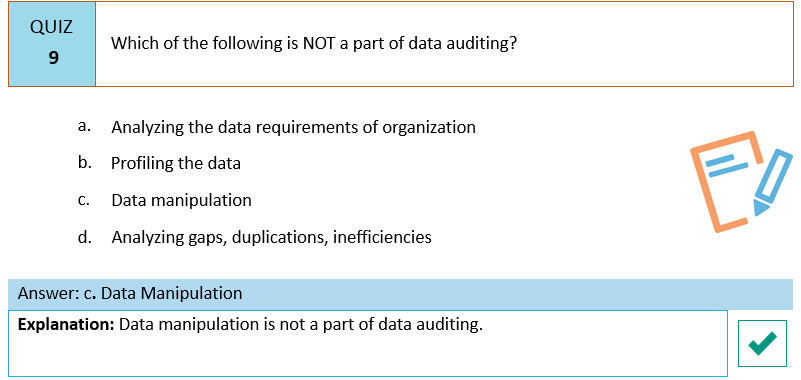 QUIZ
9
Which of the following is NOT a part of data auditing?
a. Analyzing the data requirements of organization
b. Profiling the data
c. Data manipulation
d. Analyzing gaps, duplications, inefficiencies
Answer: c. Data Manipulation
Explanation: Data manipulation is not a part of data auditing.